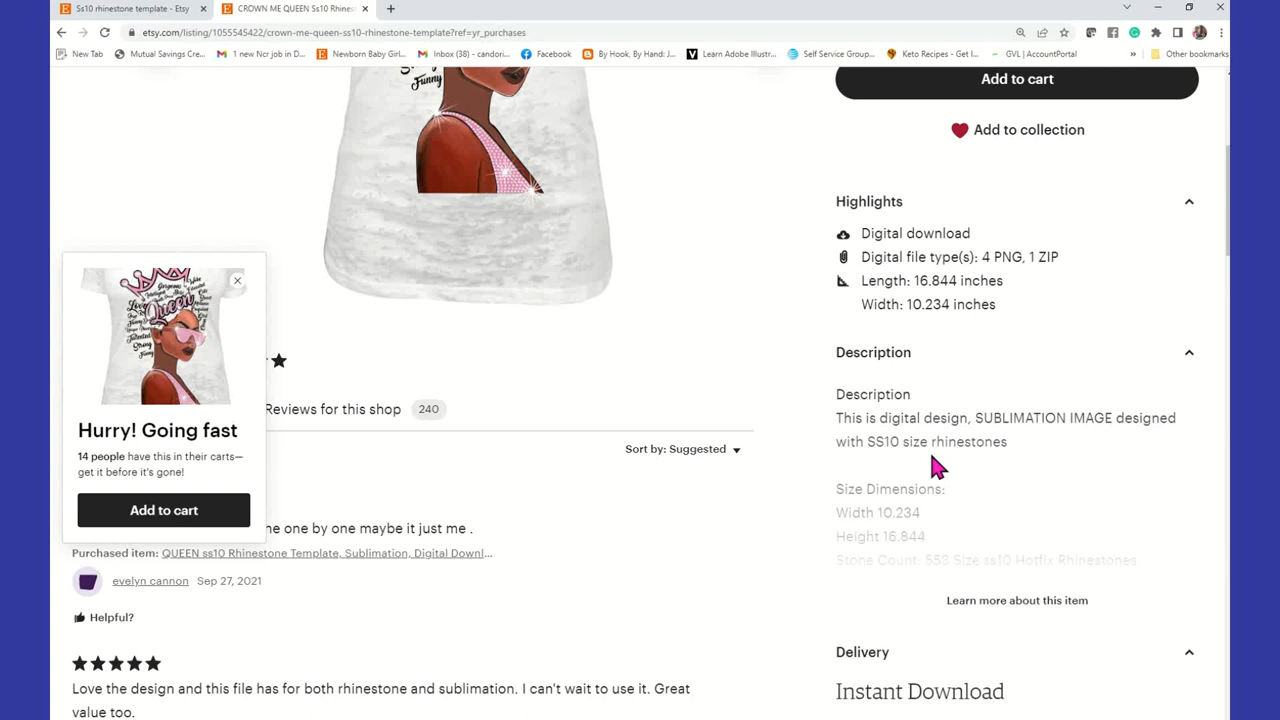 Ss10 rhinestone template - Etsy
CROWN ME QUEEN SS10 Rhines
etsy.com/listing/1055545422/crown-me-queen-ss10-rhinestone-template?ref=yr_purchases
New Tab
Mutual Savings Cre...
1 new Ncr job in D...
Newborn Baby Girl...
Inbox (38) - candori...
Facebook
By Hook, By Hand: J...
Learn Adobe Illustr...
Self Service Group...
Keto Recipes - Get I...
GVL | AccountPortal
»
Other bookmarks
Funny
Add to cart
Add to collection
Highlights
Digital download
Digital file type(s): 4 PNG, 1 ZIP
Length: 16.844 inches
Width: 10.234 inches
Description
Description
This is digital design, SUBLIMATION IMAGE designed
with SS10 size rhinestones
Size Dimensions:
Width 10.234
Height 16.844
Stone Count: 553 Size ss10 Hotfix Rhinestones
Learn more about this item
Delivery
Instant Download
Gorgeous
Love
Queen
Talented
Strong
Funny
Hurry! Going fast
14 people have this in their carts—
get it before it's gone!
Add to cart
Reviews for this shop 240
Sort by: Suggested
ne one by one maybe it just me .
Purchased item: QUEEN ss10 Rhinestone Template, Sublimation, Digital Downl...
evelyn cannon Sep 27, 2021
Helpful?
Love the design and this file has for both rhinestone and sublimation. I can't wait to use it. Great
value too.